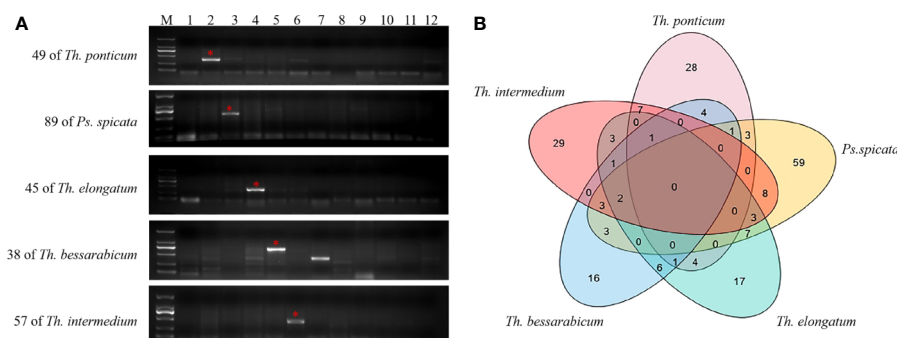 A
M 1 2 3 4 5 6 7 8 9 10 11 12
49 of Th. ponticum
89 of Ps. spicata
45 of Th. elongatum
38 of Th. bessarabicum
57 of Th. intermedium
B
Th. ponticum
Th. intermedium
Ps.spicata
Th. bessarabicum
Th. elongatum
28
7 4
0 0 1 3
3 1 0
29 59
1 0 0
0 2 8
3 0 3
3 0 0 0 7
6 1 4
16 17